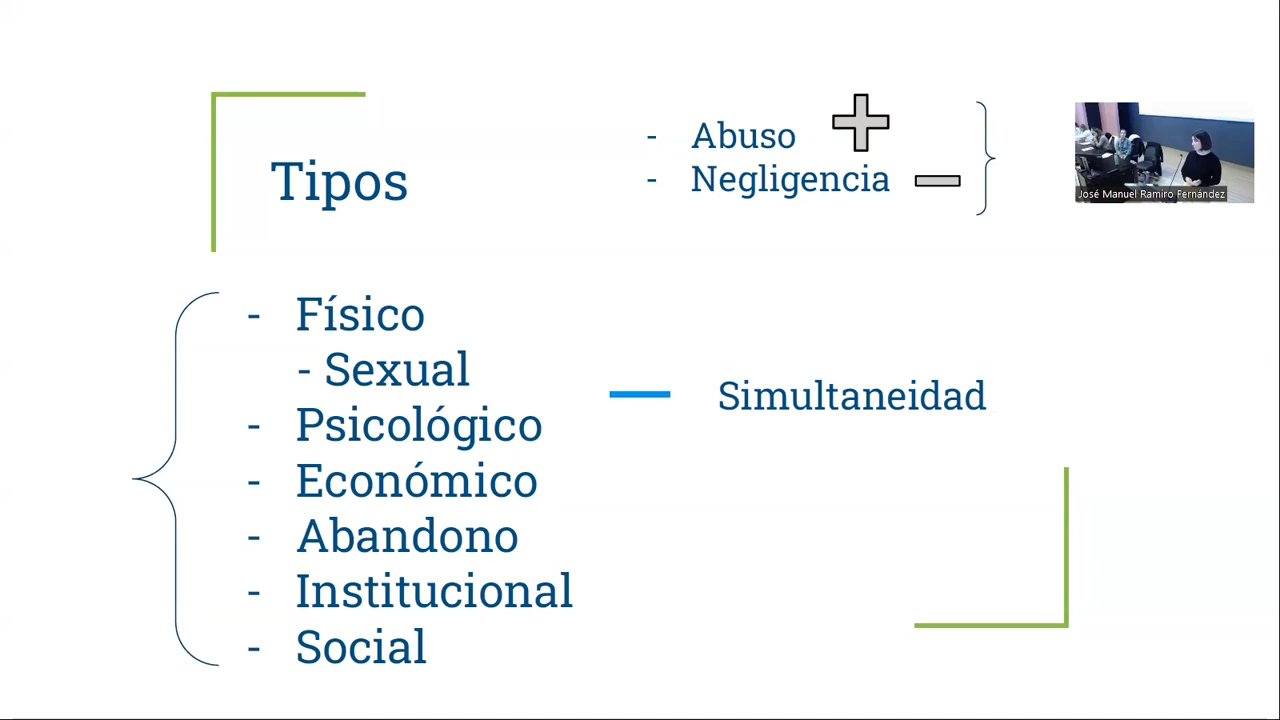 Tipos
- Abuso
- Negligencia
José Manuel Ramiro Fernández
- Físico
- Sexual
- Psicológico
- Económico
- Abandono
- Institucional
- Social
Simultaneidad